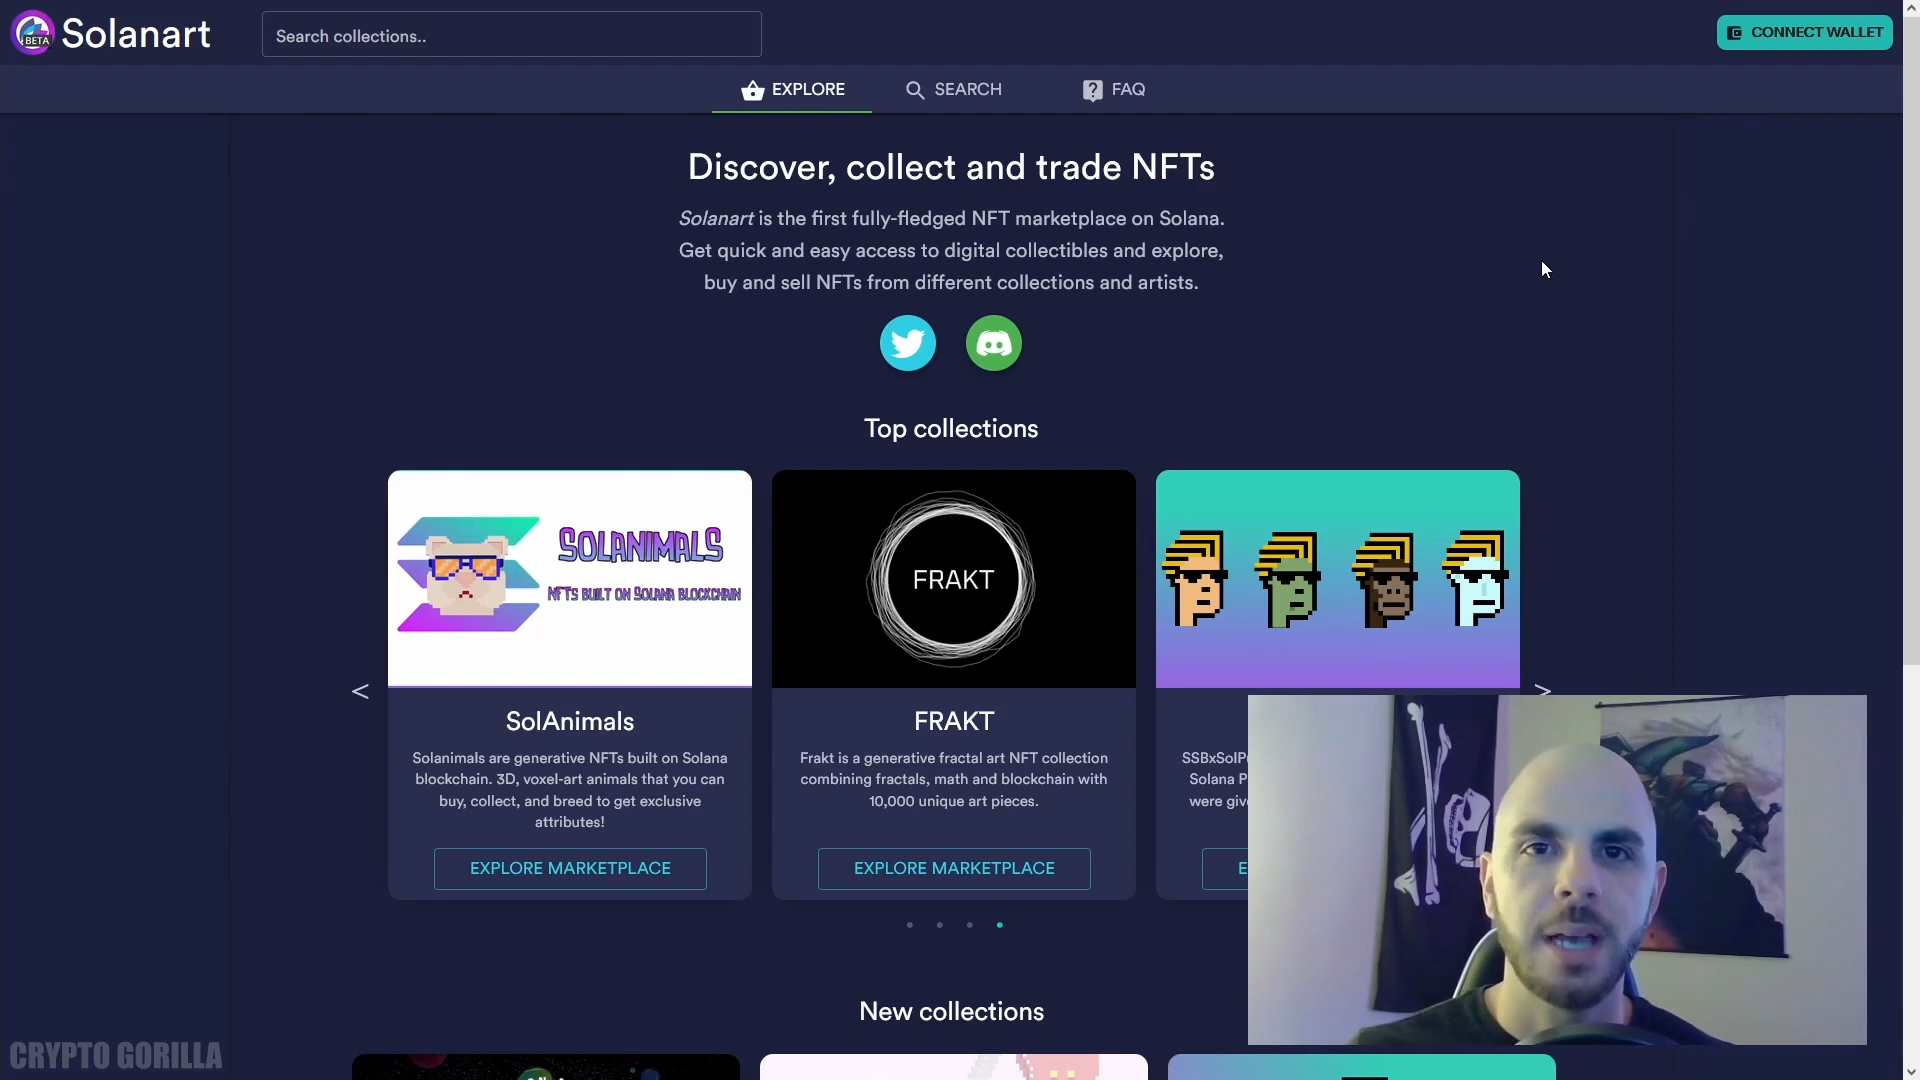 BETA
Solanart
Search collections..
CONNECT WALLET
EXPLORE
SEARCH
FAQ
Discover, collect and trade NFTs
Solanart is the first fully-fledged NFT marketplace on Solana.
Get quick and easy access to digital collectibles and explore,
buy and sell NFTs from different collections and artists.
Top collections
SOLANIMALS
NFTS BUILT ON SOLANA BLOCKCHAIN
FRAKT
<
>
SolAnimals
Solanimals are generative NFTs built on Solana
blockchain. 3D, voxel-art animals that you can
buy, collect, and breed to get exclusive
attributes!
EXPLORE MARKETPLACE
FRAKT
Frakt is a generative fractal art NFT collection
combining fractals, math and blockchain with
10,000 unique art pieces.
EXPLORE MARKETPLACE
Solana
were
New collections
CRYPTO GORILLA